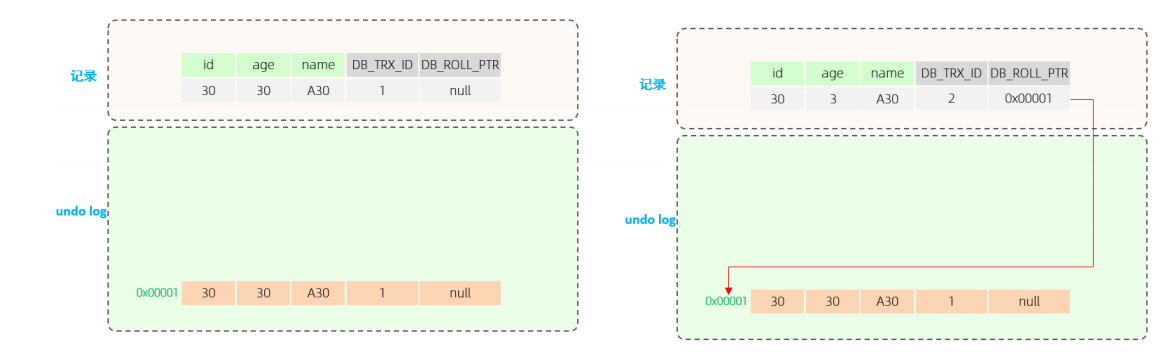 记录
id age name DB_TRX_ID DB_ROLL_PTR
30 30 A30 1 null
undo log
0x00001 30 30 A30 1 null
记录
id age name DB_TRX_ID DB_ROLL_PTR
30 3 A30 2 0x00001
undo log
0x00001 30 30 A30 1 null